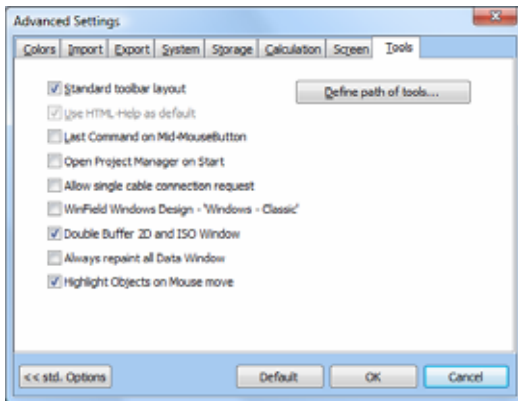 Advanced Settings
Colors Import Export System Storage Calculation Screen Tools
Standard toolbar layout
Define path of tools...
Use HTML-Help as default
Last Command on Mid-MouseButton
Open Project Manager on Start
Allow single cable connection request
WinField Windows Design - 'Windows - Classic'
Double Buffer 2D and ISO Window
Always repaint all Data Window
Highlight Objects on Mouse move
<< std. Options Default OK Cancel